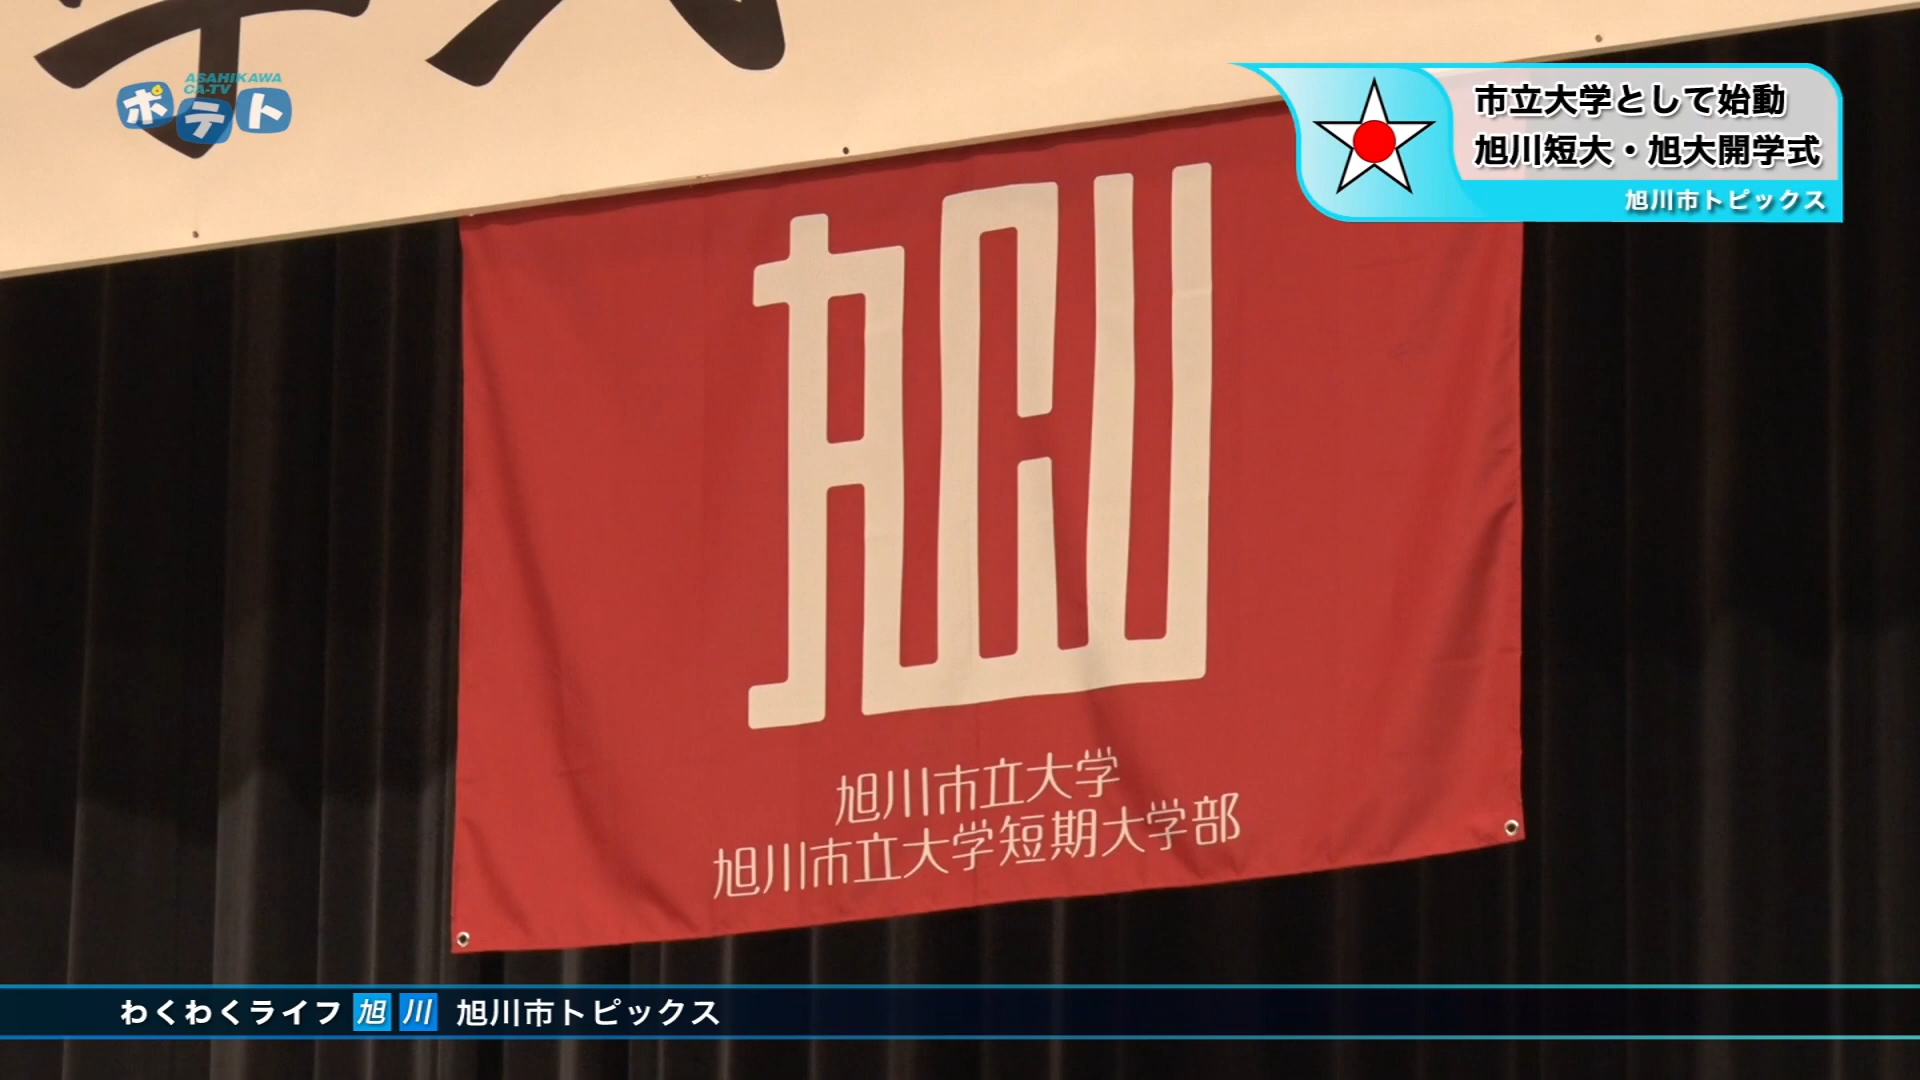 学式
ASAHIKAWA
CA-TV
ポテト
市立大学として始動
旭川短大・旭大開学式
旭川市トピックス
旭川市立大学
旭川市立大学短期大学部
わくわくライフ 旭川 旭川市トピックス